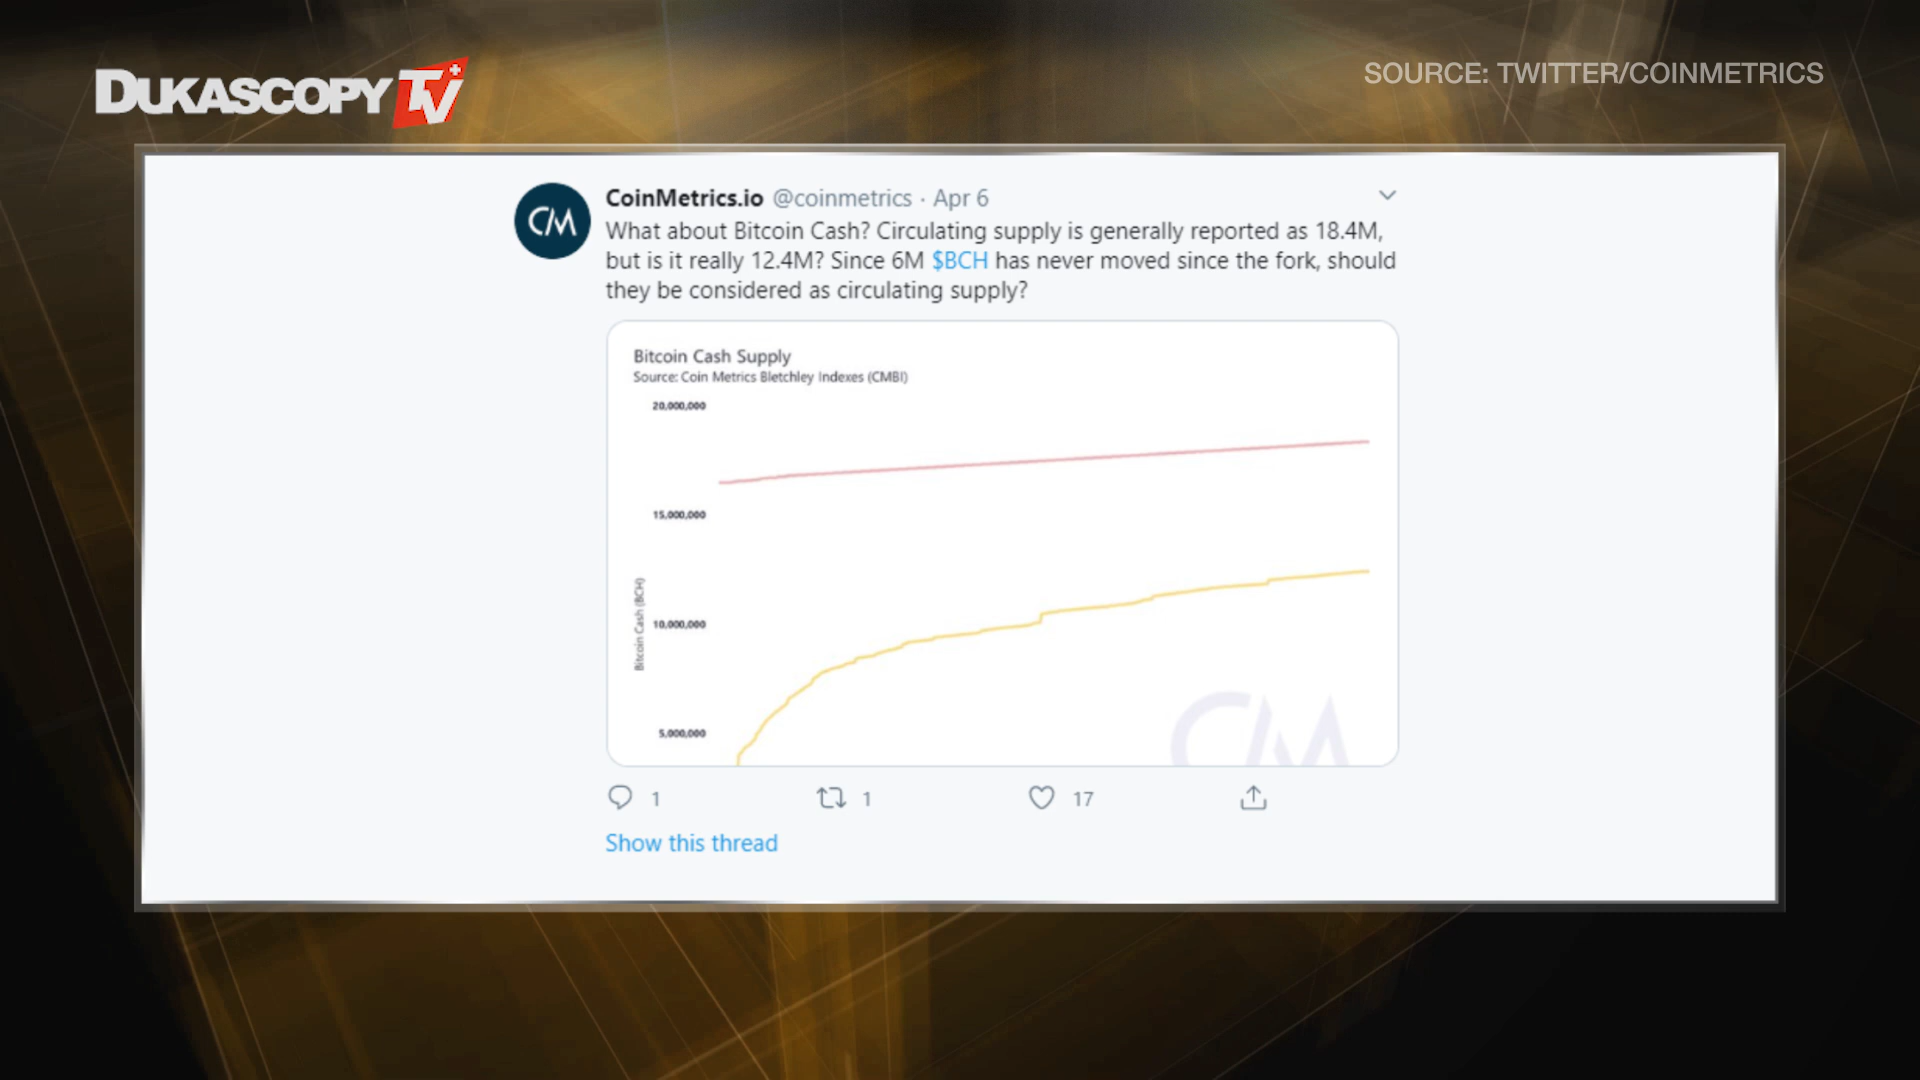 DUKASCOPY TV
SOURCE: TWITTER/COINMETRICS
CM
CoinMetrics.io @coinmetrics · Apr 6
What about Bitcoin Cash? Circulating supply is generally reported as 18.4M,
but is it really 12.4M? Since 6M $BCH has never moved since the fork, should
they be considered as circulating supply?
Bitcoin Cash Supply
Source: Coin Metrics Bletchley Indexes (CMBI)
20,000,000
15,000,000
Bitcoin Cash (BCH)
10,000,000
5,000,000
CM
1 1 17
Show this thread